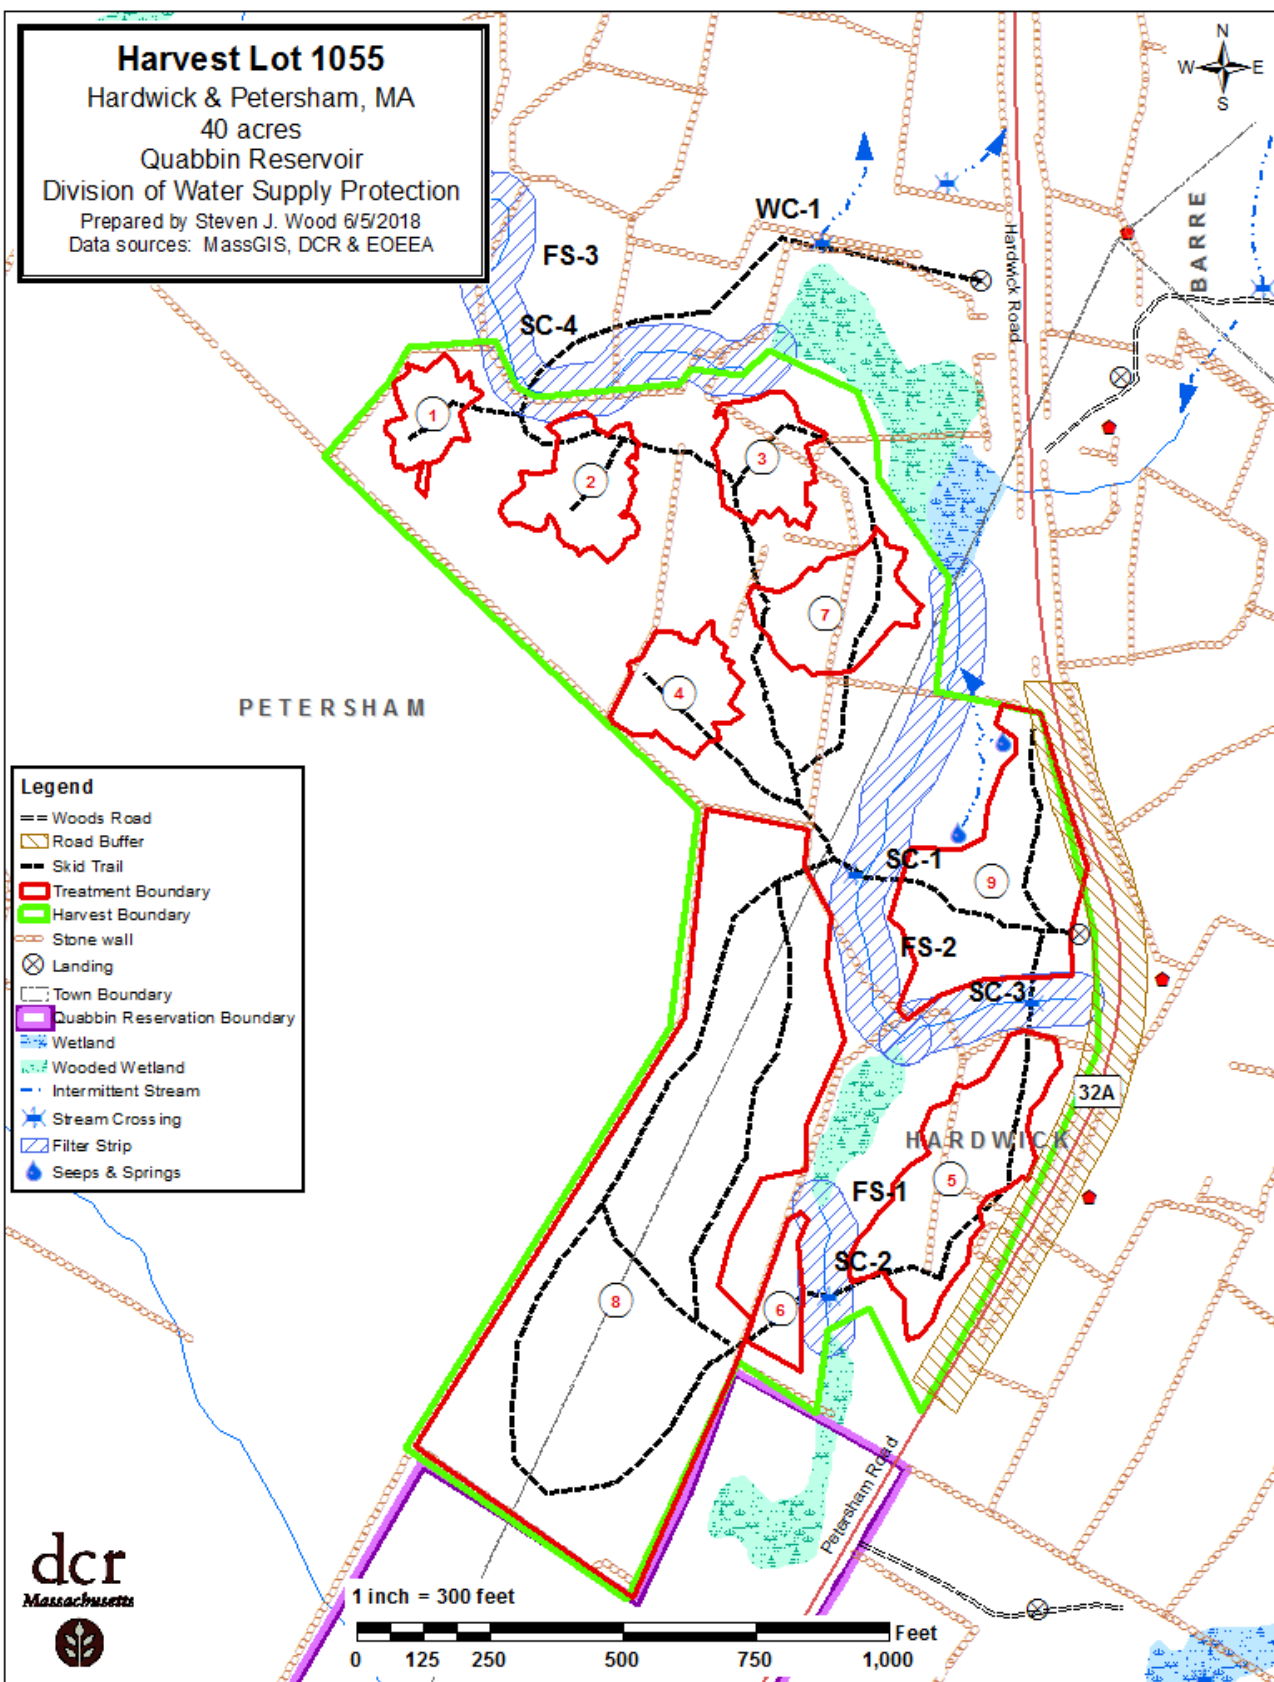 Harvest Lot 1055
Hardwick & Petersham, MA
40 acres
Quabbin Reservoir
Division of Water Supply Protection
Prepared by Steven J. Wood 6/5/2018
Data sources: MassGIS, DCR & EOEEA
N
W E
S
WC-1
BARRE
FS-3
Hardwick Road
SC-4
1
3
2
7
4
PETERSHAM
Legend
Woods Road
Road Buffer
Skid Trail
Treatment Boundary
Harvest Boundary
Stone wall
Landing
Town Boundary
Quabbin Reservation Boundary
Wetland
Wooded Wetland
Intermittent Stream
Stream Crossing
Filter Strip
Seeps & Springs
SC-1
9
FS-2
SC-3
32A
HARDWICK
5
FS-1
SC-2
8
6
Petersham Road
dcr
Massachusetts
1 inch = 300 feet
Feet
0 125 250 500 750 1,000